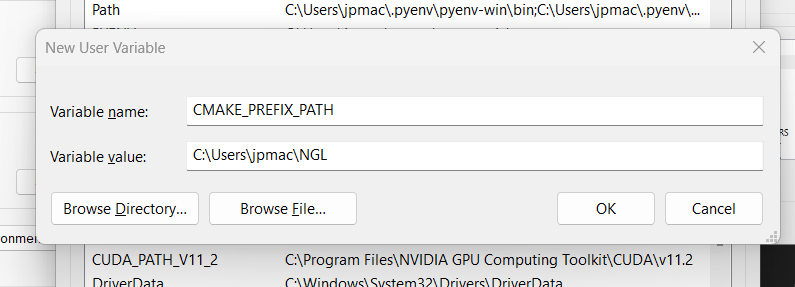 Path C:\Users\jpmac\.pyenv\pyenv-win\bin;C:\Users\jpmac\.pyenv\...
New User Variable
Variable name: CMAKE_PREFIX_PATH
Variable value: C:\Users\jpmac\NGL
Browse Directory... Browse File... OK Cancel
CUDA_PATH_V11_2 C:\Program Files\NVIDIA GPU Computing Toolkit\CUDA\v11.2
DriverData C:\Windows\System32\Drivers\DriverData